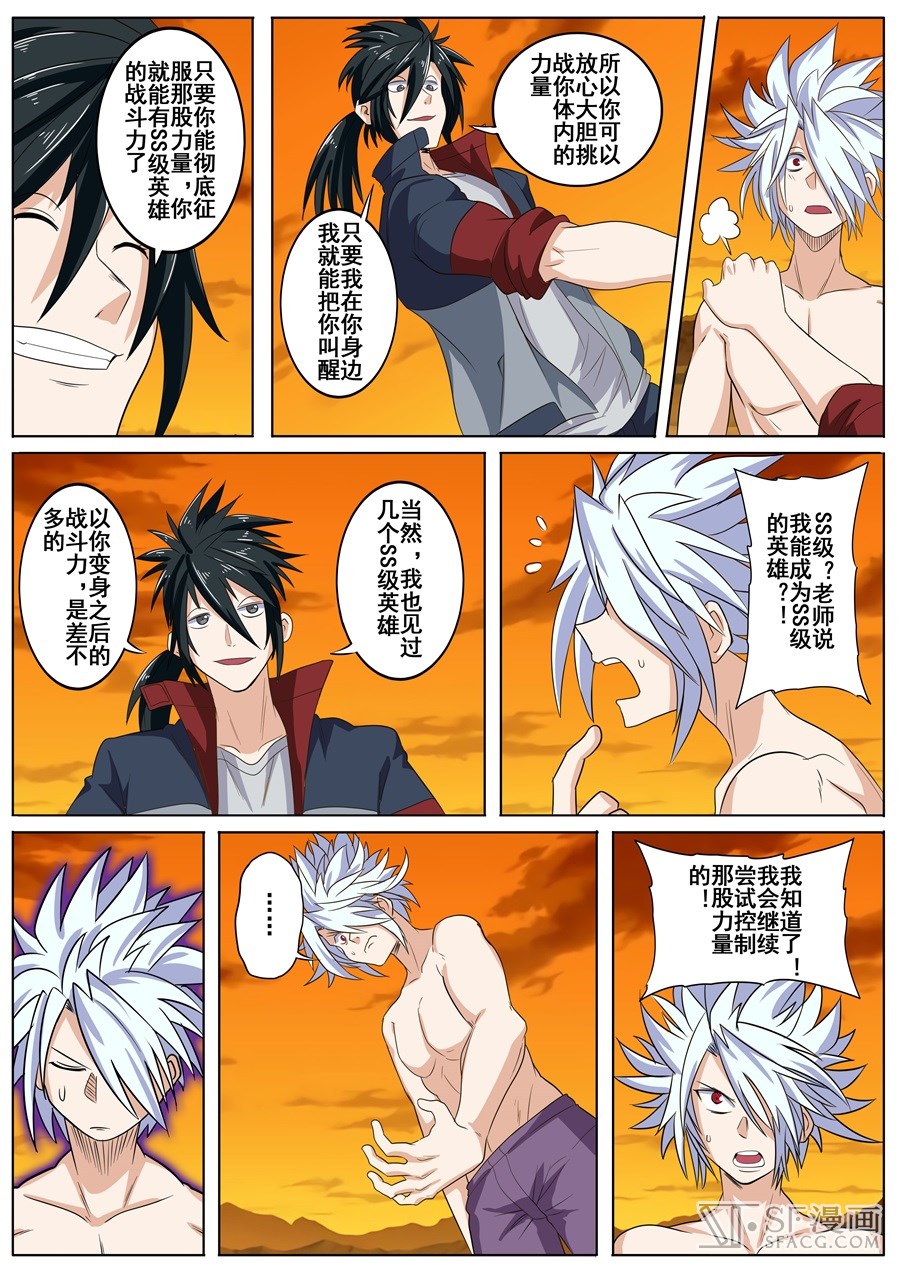 所以你可以
放心大胆挑
战你体内的
力量
只要我在你身边
我就能把你叫醒
只要你能彻底征
服那股力量，你
就能有SS级英雄
的战斗力了
SS级？老师说
我能成为SS级
的英雄？！
当然，我也见过
几个SS级英雄
以你变身之后的
战斗力，是差不
多的
我知道了！
我会继续
尝试控制
那股力量
的！
……
SF漫画
SFACG.COM